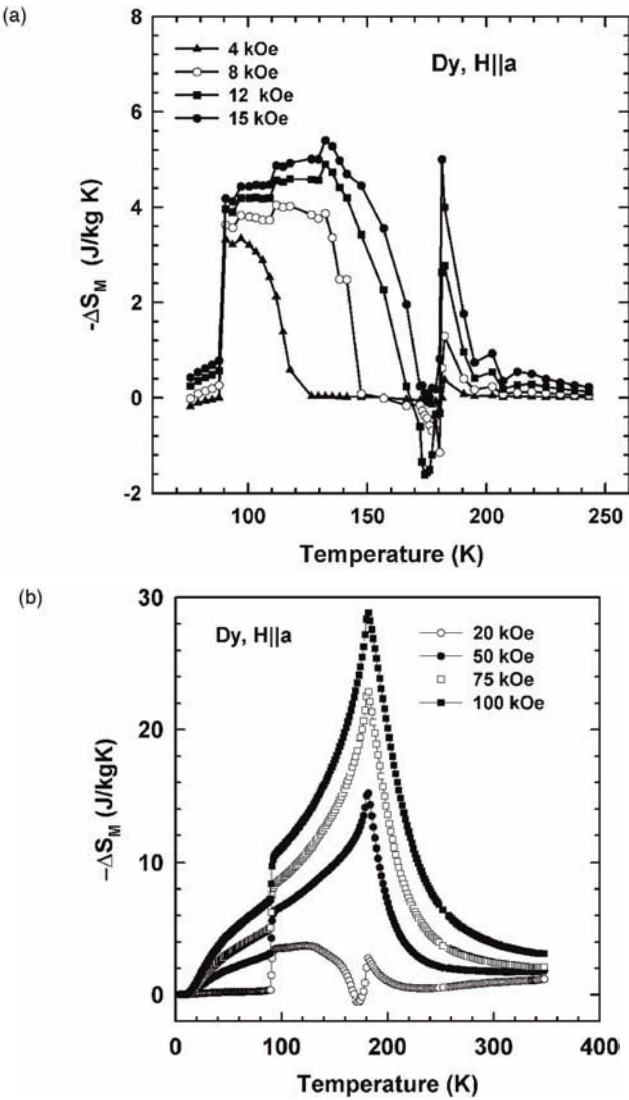 (a)
4 kOe
8 kOe
12 kOe
15 kOe
Dy, H||a
8
6
4
2
0
-2
-ΔS_M (J/kg K)
100 150 200 250
Temperature (K)
(b)
Dy, H||a
20 kOe
50 kOe
75 kOe
100 kOe
30
20
10
0
−ΔS_M (J/kgK)
0 100 200 300 400
Temperature (K)